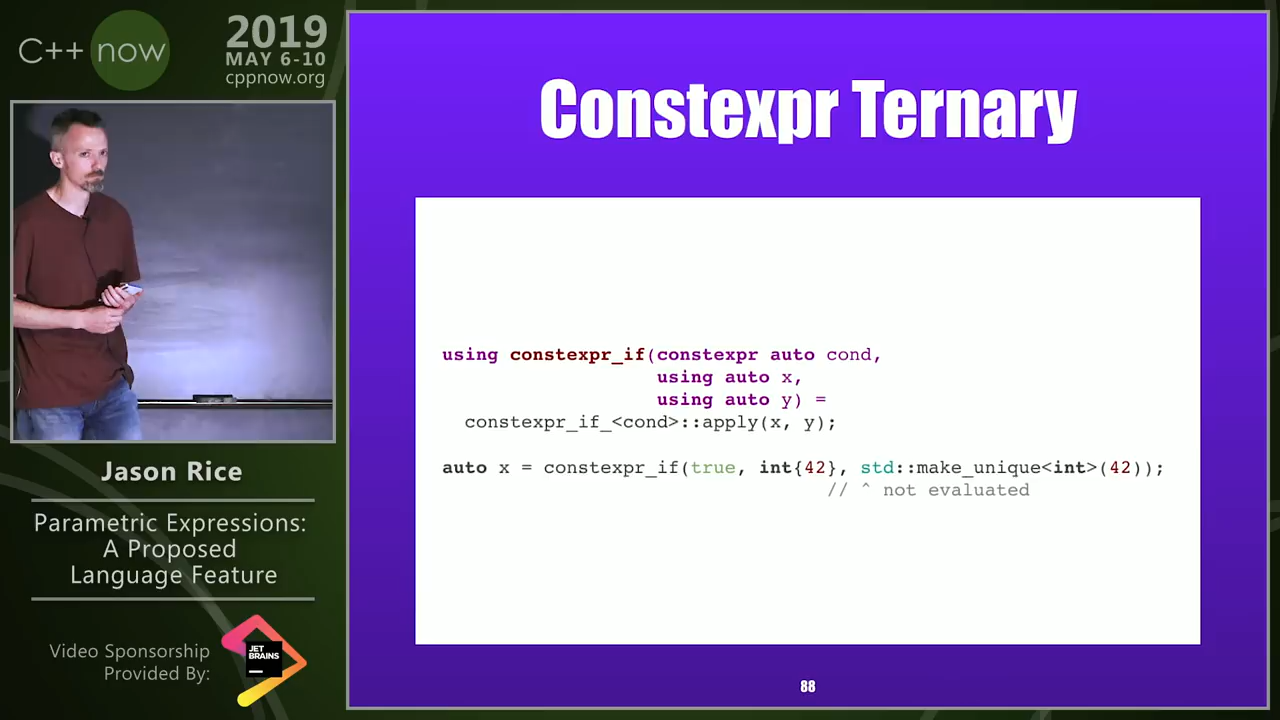 C++ now
2019
MAY 6-10
cppnow.org
Jason Rice
Parametric Expressions:
A Proposed
Language Feature
Video Sponsorship
Provided By:
JET
BRAINS
Constexpr Ternary
using constexpr_if(constexpr auto cond,
using auto x,
using auto y) =
constexpr_if_<cond>::apply(x, y);
auto x = constexpr_if(true, int{42}, std::make_unique<int>(42));
// ^ not evaluated
88